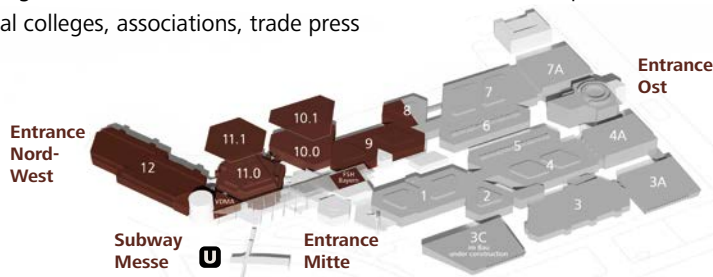 al colleges, associations, trade press
7A
Entrance
Ost
7
8
10.1
11.1
10.0
9
6
5
4A
Entrance
Nord-
West
12
11.0
FSH
Bayern
4
3A
VDMA
1
2
3
Subway
Messe
U
Entrance
Mitte
3C
im Bau
under construction